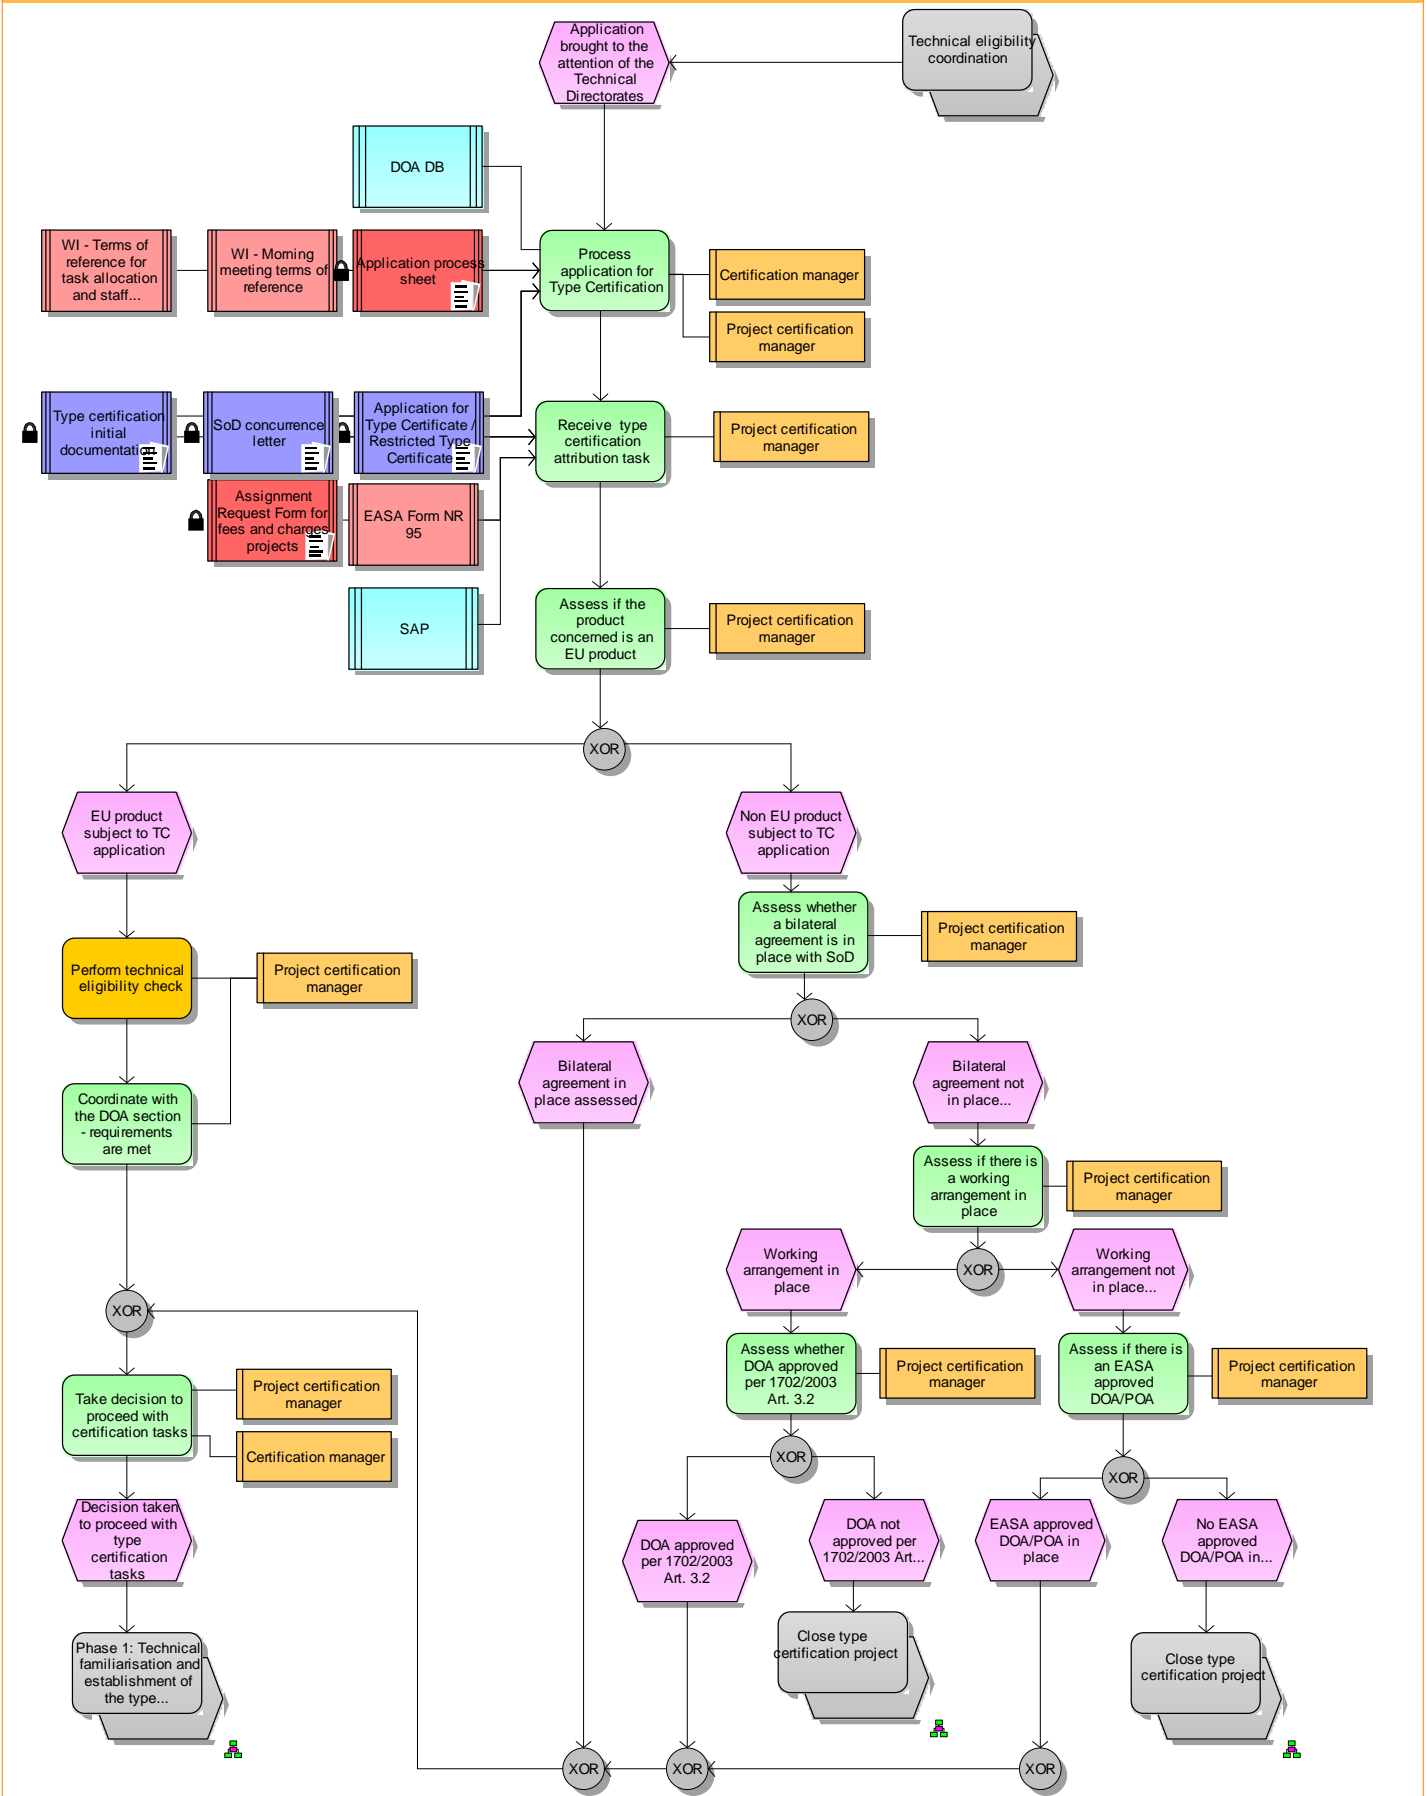 Application
brought to the
attention of the
Technical
Directorates
Technical eligibility
coordination
DOA DB
WI - Terms of
reference for
task allocation
and staff...
WI - Morning
meeting terms of
reference
Application process
sheet
Process
application for
Type Certification
Certification manager
Project certification
manager
Type certification
initial
documentation
SoD concurrence
letter
Application for
Type Certificate /
Restricted Type
Certificate
Receive type
certification
attribution task
Project certification
manager
Assignment
Request Form for
fees and charges
projects
EASA Form NR
95
SAP
Assess if the
product
concerned is an
EU product
Project certification
manager
XOR
EU product
subject to TC
application
Non EU product
subject to TC
application
Assess whether
a bilateral
agreement is in
place with SoD
Project certification
manager
Perform technical
eligibility check
Project certification
manager
XOR
Bilateral
agreement in
place assessed
Bilateral
agreement not
in place...
Coordinate with
the DOA section
- requirements
are met
Assess if there is
a working
arrangement in
place
Project certification
manager
Working
arrangement in
place
XOR
Working
arrangement not
in place...
XOR
Assess whether
DOA approved
per 1702/2003
Art. 3.2
Project certification
manager
Assess if there is
an EASA
approved
DOA/POA
Project certification
manager
Take decision to
proceed with
certification tasks
Project certification
manager
Certification manager
XOR
XOR
Decision taken
to proceed with
type
certification
tasks
DOA approved
per 1702/2003
Art. 3.2
DOA not
approved per
1702/2003 Art...
EASA approved
DOA/POA in
place
No EASA
approved
DOA/POA in...
Phase 1: Technical
familiarisation and
establishment of
the type...
Close type
certification project
Close type
certification project
XOR
XOR
XOR